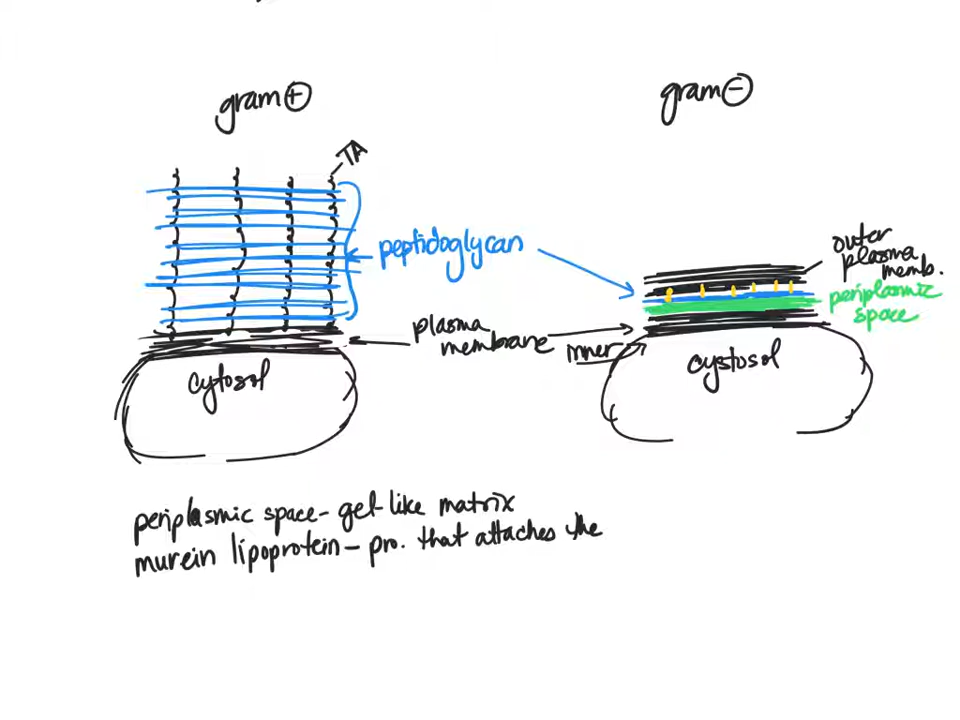 gram+
gram-
TA
peptidoglycan
outer
plasma
memb.
periplasmic
space
plasma
membrane
inner
cytosol
cystosol
periplasmic space - gel-like matrix
murein lipoprotein - pro. that attaches the